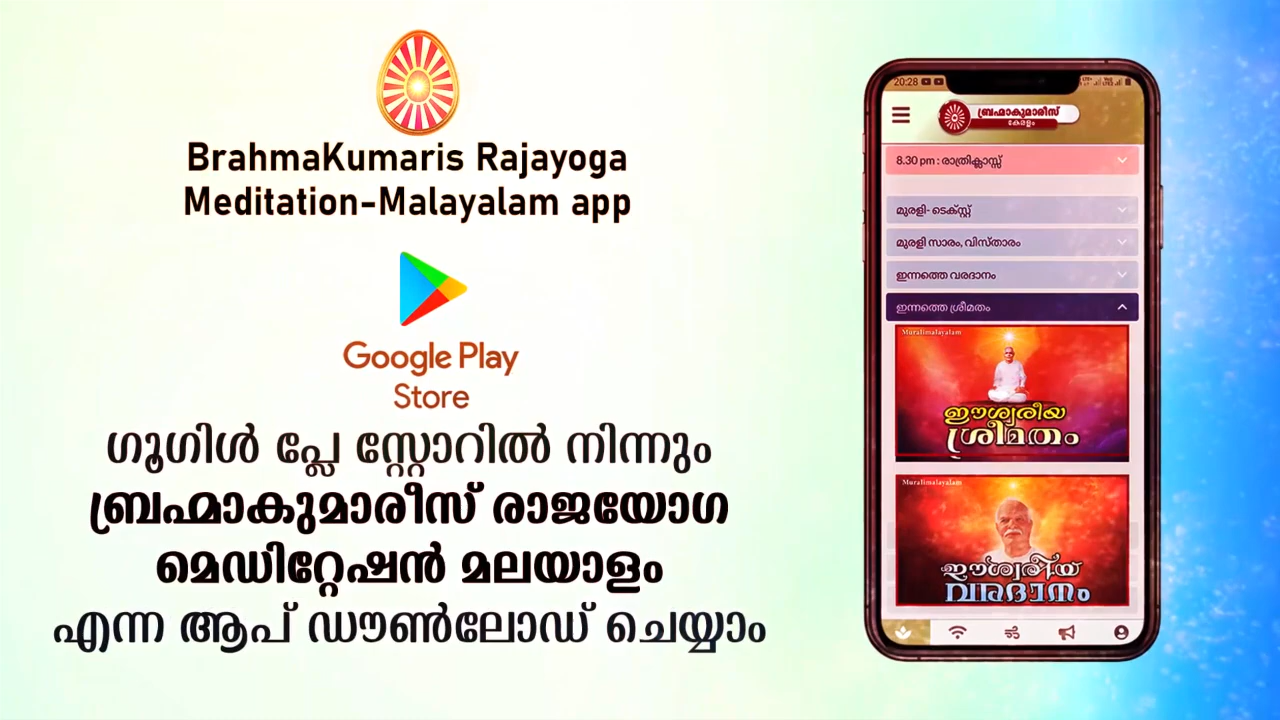 BrahmaKumaris Rajayoga
Meditation-Malayalam app
Google Play
Store
ഗൂഗിൾ പ്ലേ സ്റ്റോറിൽ നിന്നും
ബ്രഹ്മാകുമാരീസ് രാജയോഗ
മെഡിറ്റേഷൻ മലയാളം
എന്ന ആപ് ഡൗൺലോഡ് ചെയ്യാം
20:28
ബ്രഹ്മാകുമാരീസ്
കേരളം
8.30 pm : രാത്രിക്ലാസ്സ്
മുരളി- ടെക്സ്റ്റ്
മുരളി സാരം, വിസ്താരം
ഇന്നത്തെ വരദാനം
ഇന്നത്തെ ശ്രീമതം
Muralimalayalam
ഈശ്വരീയ
ശ്രീമതം
Muralimalayalam
ഈശ്വരീയ
വരദാനം